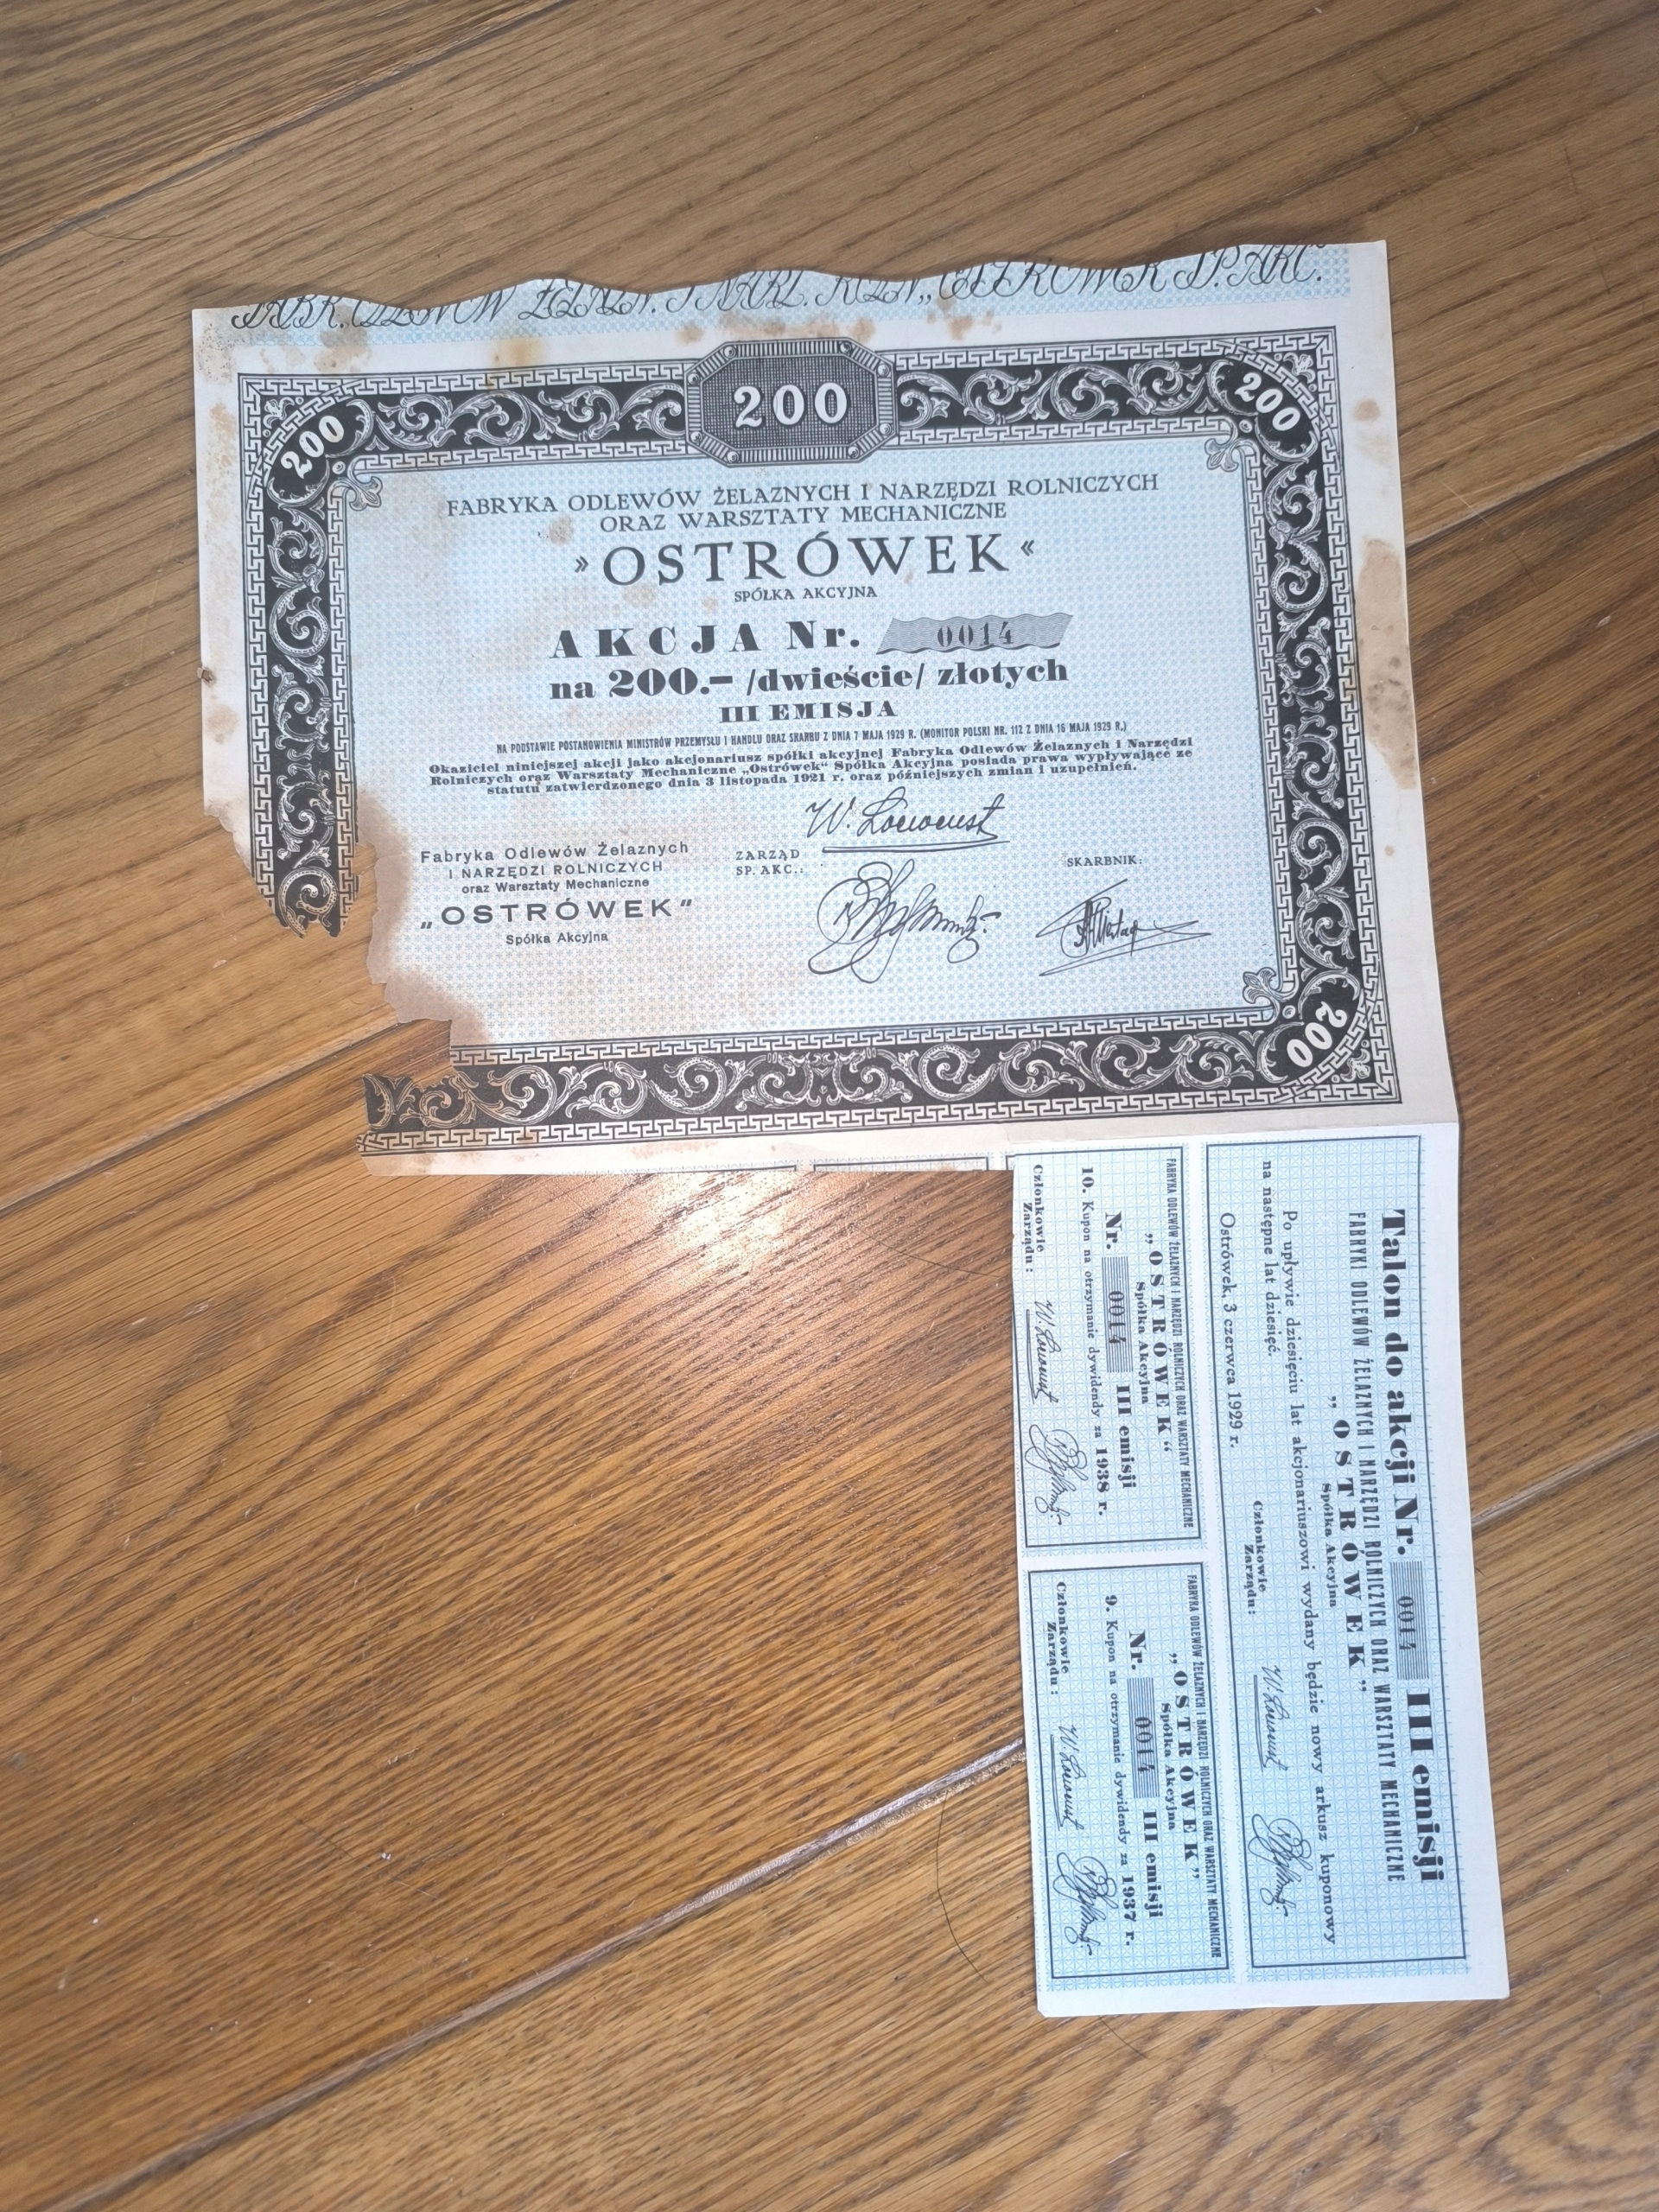 FABR. ODLEWÓW ŻELAZN. I NARZ. ROLN. „OSTRÓWEK SP. AKC.
200
200
200
FABRYKA ODLEWÓW ŻELAZNYCH I NARZĘDZI ROLNICZYCH
ORAZ WARSZTATY MECHANICZNE
»OSTRÓWEK«
SPÓŁKA AKCYJNA
AKCJA Nr. 0014
na 200.– /dwieście/ złotych
III EMISJA
NA PODSTAWIE POSTANOWIENIA MINISTRÓW PRZEMYSŁU I HANDLU ORAZ SKARBU Z DNIA 7 MAJA 1929 R. (MONITOR POLSKI NR. 112 Z DNIA 16 MAJA 1929 R.)
Okaziciel niniejszej akcji jako akcjonariusz spółki akcyjnej Fabryka Odlewów Żelaznych i Narzędzi
Rolniczych oraz Warsztaty Mechaniczne „Ostrówek“ Spółka Akcyjna posiada prawa wypływające ze
statutu zatwierdzonego dnia 3 listopada 1921 r. oraz późniejszych zmian i uzupełnień.
Fabryka Odlewów Żelaznych
I NARZĘDZI ROLNICZYCH
oraz Warsztaty Mechaniczne
„OSTRÓWEK”
Spółka Akcyjna
ZARZĄD
SP. AKC.:
SKARBNIK:
200
Talon do akcji Nr. 0014 III emisji
FABRYKI ODLEWÓW ŻELAZNYCH I NARZĘDZI ROLNICZYCH ORAZ WARSZTATY MECHANICZNE
„OSTRÓWEK”
Spółka Akcyjna
Po upływie dziesięciu lat akcjonariuszowi wydany będzie nowy arkusz kuponowy
na następne lat dziesięć.
Ostrówek, 3 czerwca 1929 r.
Członkowie
Zarządu:
FABRYKA ODLEWÓW ŻELAZNYCH I NARZĘDZI ROLNICZYCH ORAZ WARSZTATY MECHANICZNE
„OSTRÓWEK“
Spółka Akcyjna
Nr. 0014 III emisji
10. Kupon na otrzymanie dywidendy za 1938 r.
Członkowie
Zarządu:
FABRYKA ODLEWÓW ŻELAZNYCH I NARZĘDZI ROLNICZYCH ORAZ WARSZTATY MECHANICZNE
„OSTRÓWEK”
Spółka Akcyjna
Nr. 0014 III emisji
9. Kupon na otrzymanie dywidendy za 1937 r.
Członkowie
Zarządu: